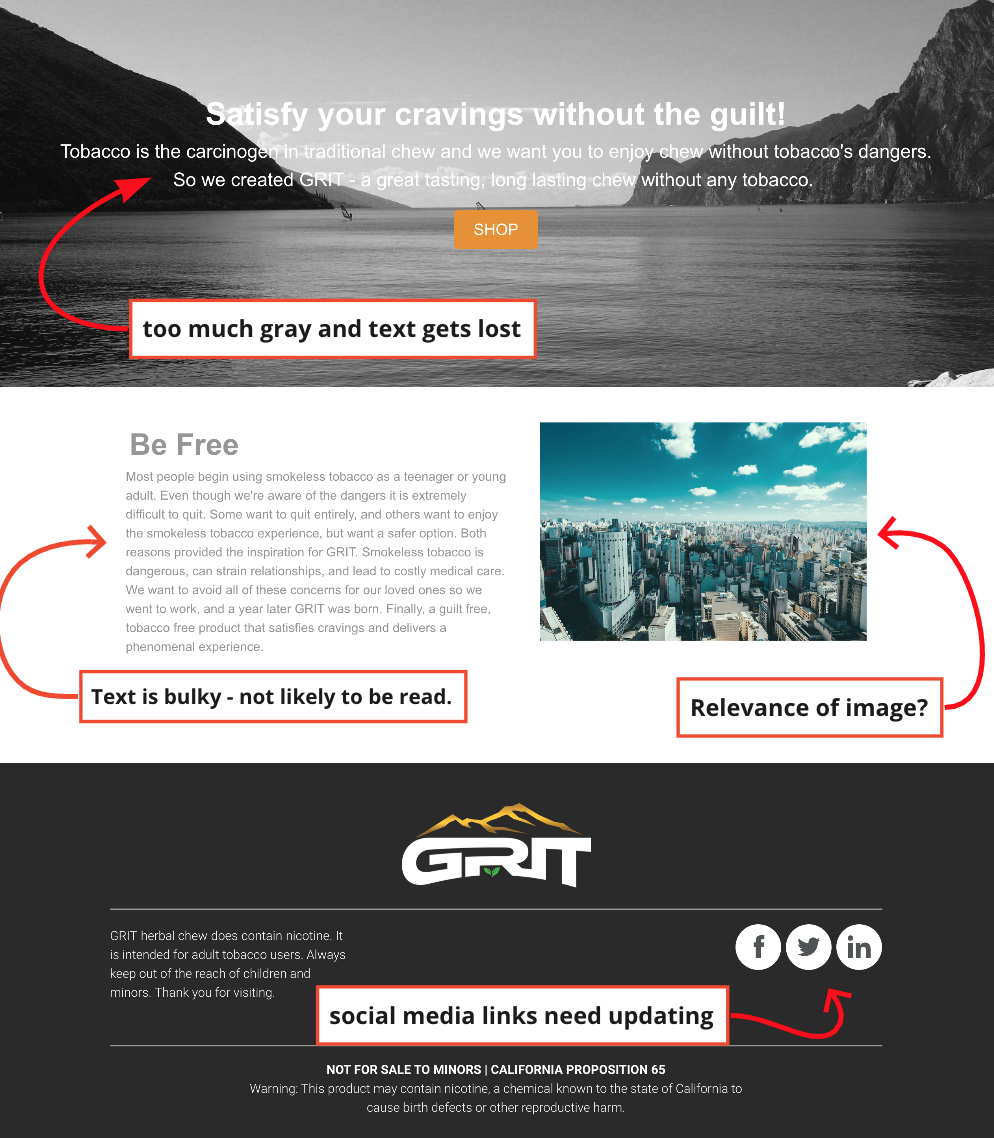 Satisfy your cravings without the guilt!
Tobacco is the carcinogen in traditional chew and we want you to enjoy chew without tobacco's dangers.
So we created GRIT - a great tasting, long lasting chew without any tobacco.
SHOP
too much gray and text gets lost
Be Free
Most people begin using smokeless tobacco as a teenager or young
adult. Even though we're aware of the dangers it is extremely
difficult to quit. Some want to quit entirely, and others want to enjoy
the smokeless tobacco experience, but want a safer option. Both
reasons provided the inspiration for GRIT. Smokeless tobacco is
dangerous, can strain relationships, and lead to costly medical care.
We want to avoid all of these concerns for our loved ones so we
went to work, and a year later GRIT was born. Finally, a guilt free,
tobacco free product that satisfies cravings and delivers a
phenomenal experience.
Text is bulky - not likely to be read.
Relevance of image?
GRIT
GRIT herbal chew does contain nicotine. It
is intended for adult tobacco users. Always
keep out of the reach of children and
minors. Thank you for visiting.
f
in
social media links need updating
NOT FOR SALE TO MINORS | CALIFORNIA PROPOSITION 65
Warning: This product may contain nicotine, a chemical known to the state of California to
cause birth defects or other reproductive harm.